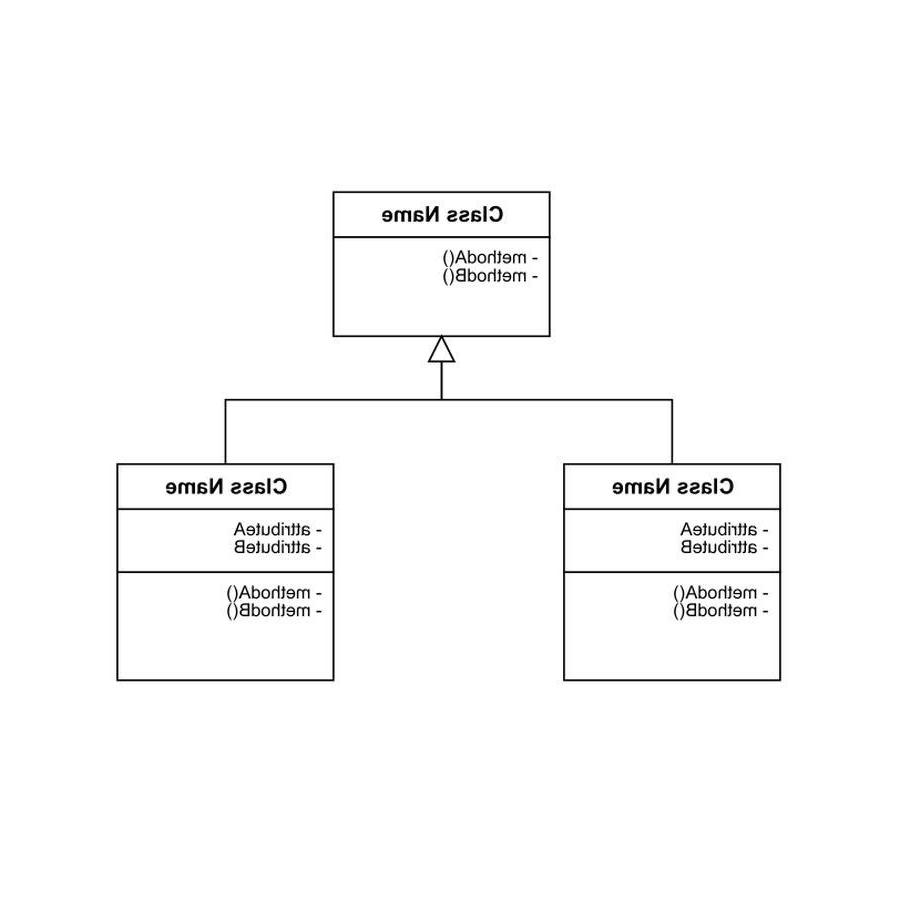 Class Name
- methodA()
- methodB()
Class Name
- attributeA
- attributeB
- methodA()
- methodB()
Class Name
- attributeA
- attributeB
- methodA()
- methodB()